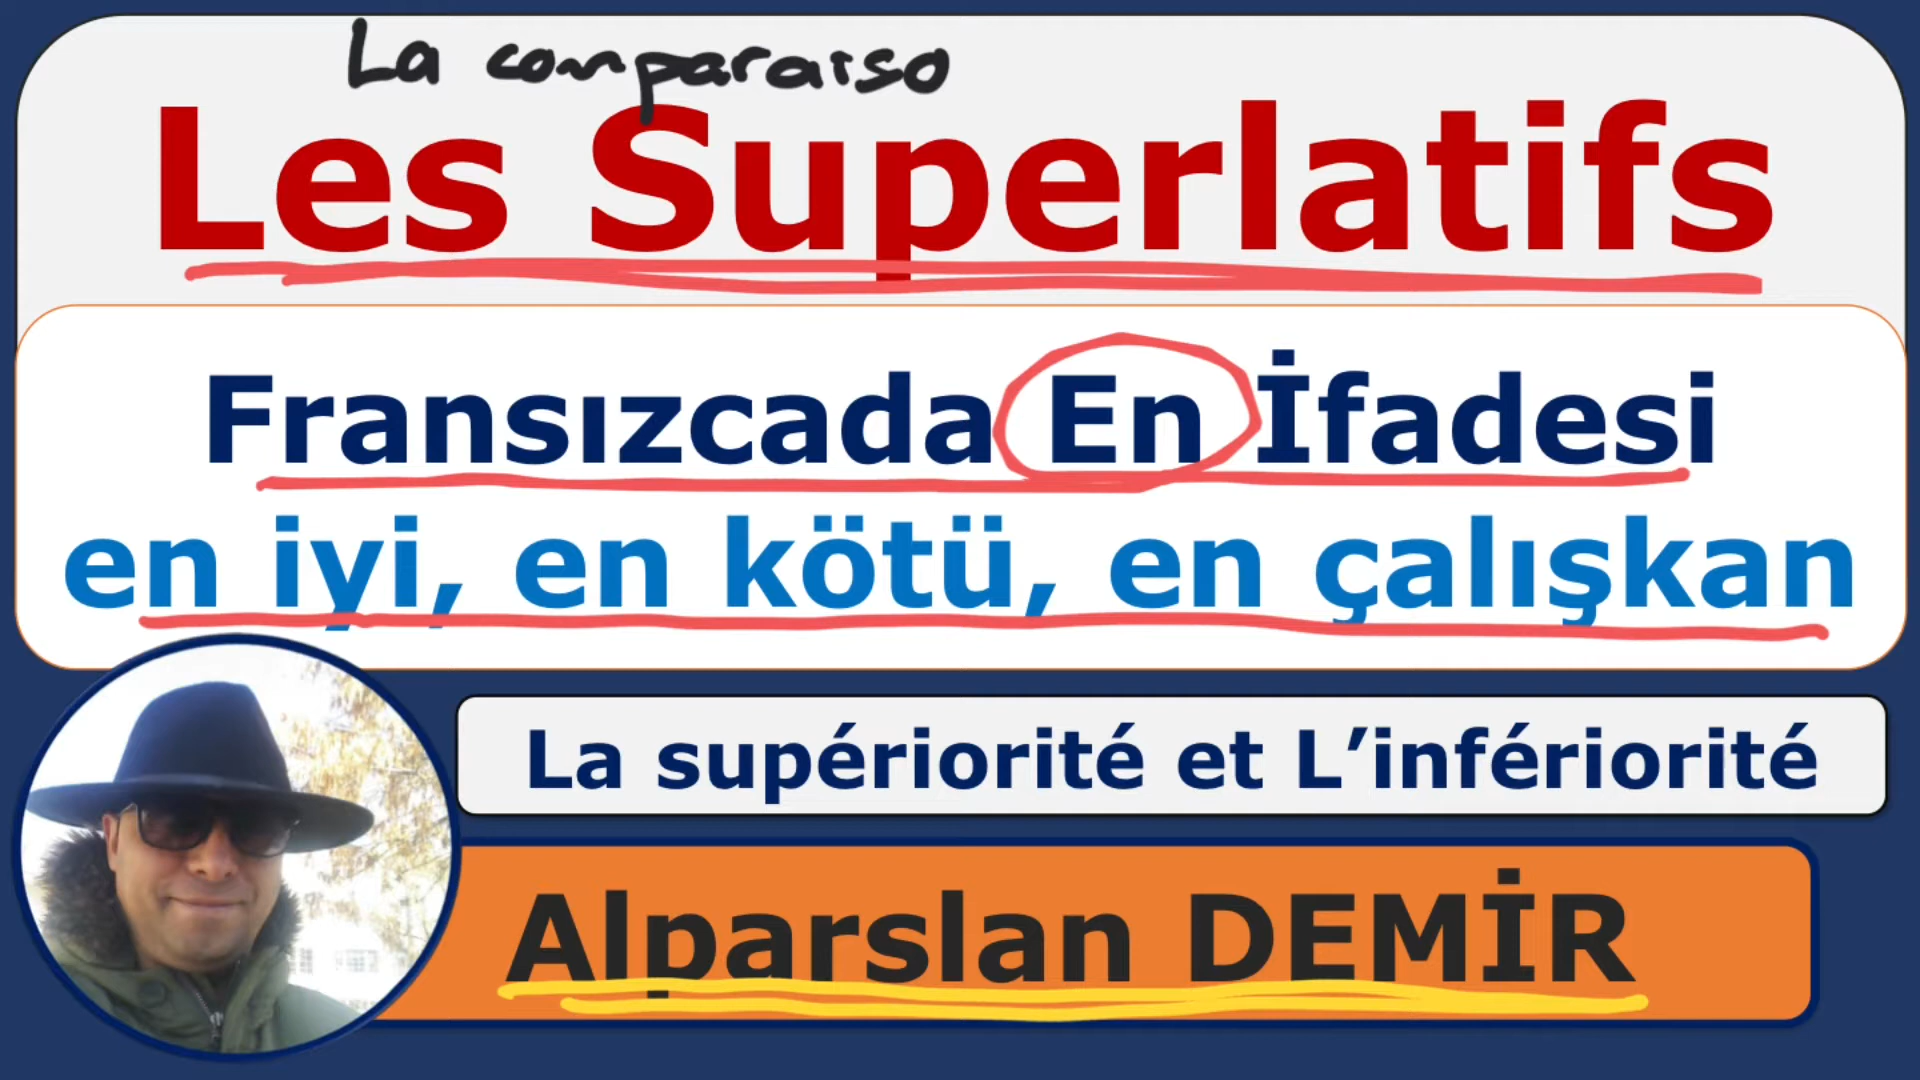 La comparaiso
Les Superlatifs
Fransızcada En İfadesi
en iyi, en kötü, en çalışkan
La supériorité et L’infériorité
Alparslan DEMİR